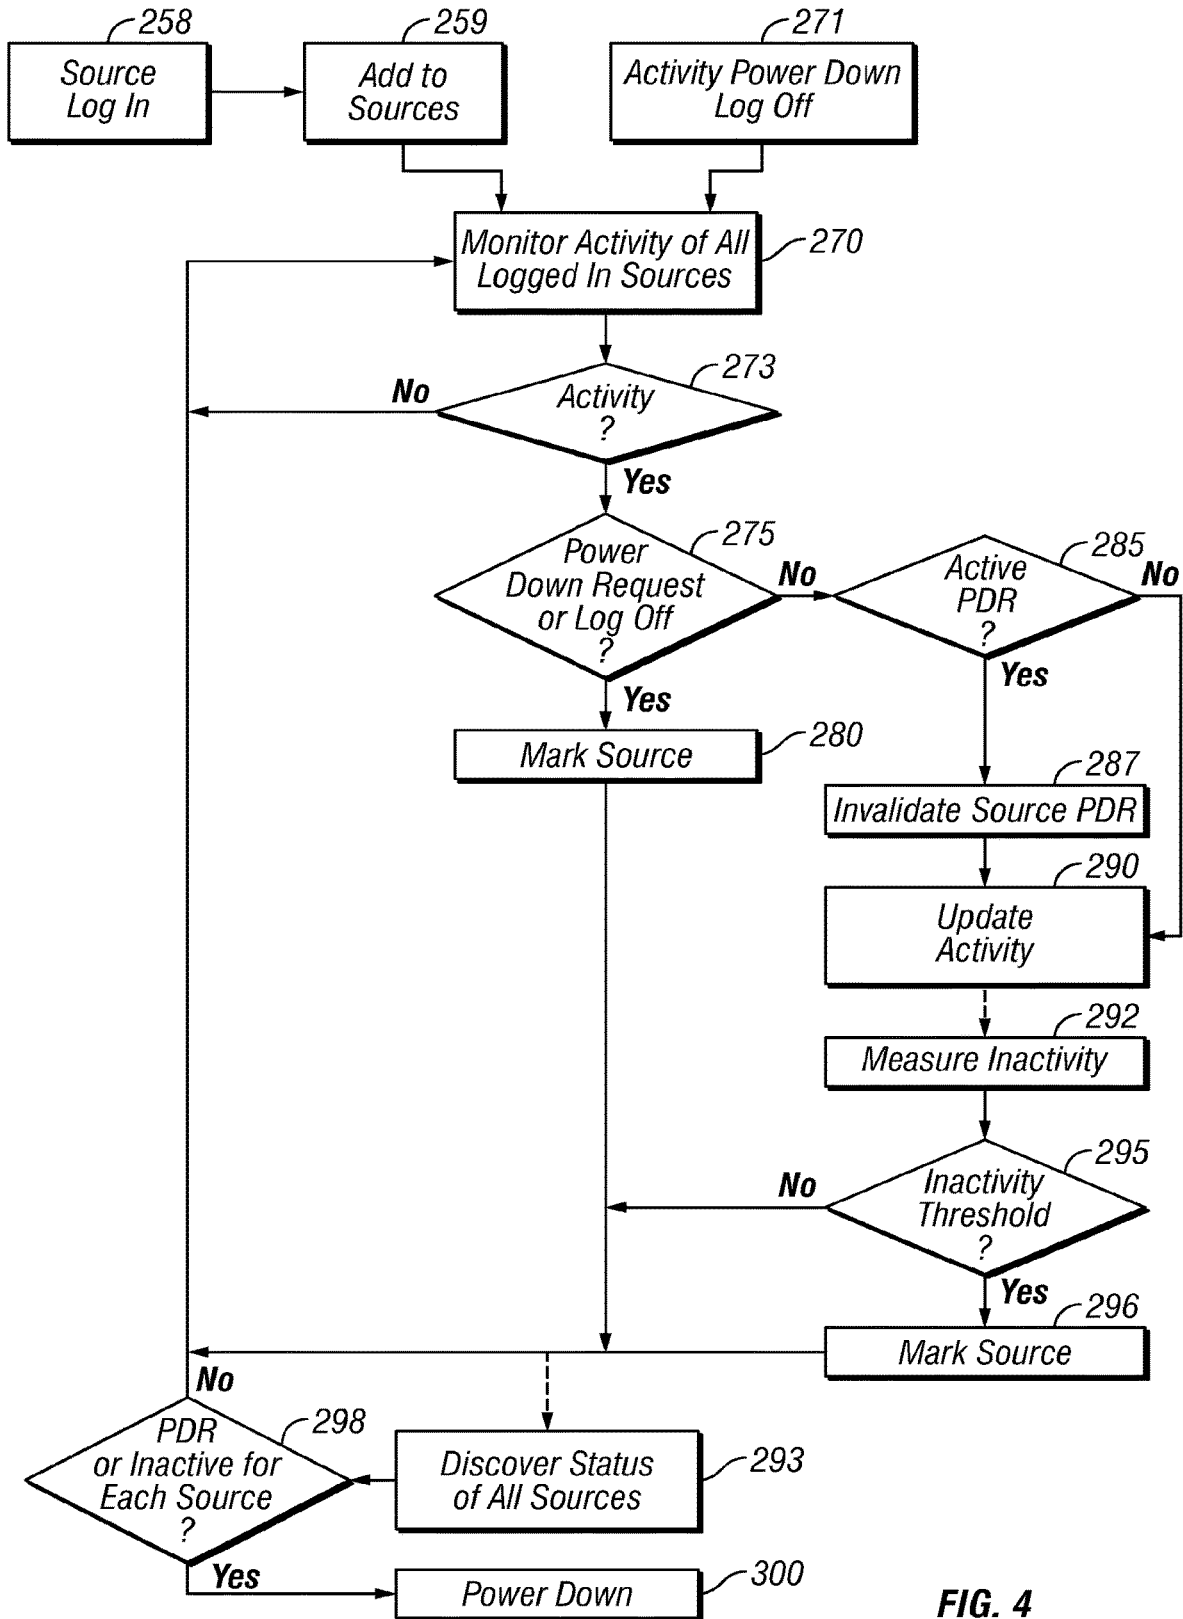 258
Source
Log In
259
Add to
Sources
271
Activity Power Down
Log Off
Monitor Activity of All
Logged In Sources
270
273
Activity
?
No
Yes
275
Power
Down Request
or Log Off
?
No
Yes
285
Active
PDR
?
No
Yes
Mark Source
280
287
Invalidate Source PDR
290
Update
Activity
292
Measure Inactivity
295
Inactivity
Threshold
?
No
Yes
296
Mark Source
No
298
PDR
or Inactive for
Each Source
?
Yes
Discover Status
of All Sources
293
Power Down
300
FIG. 4